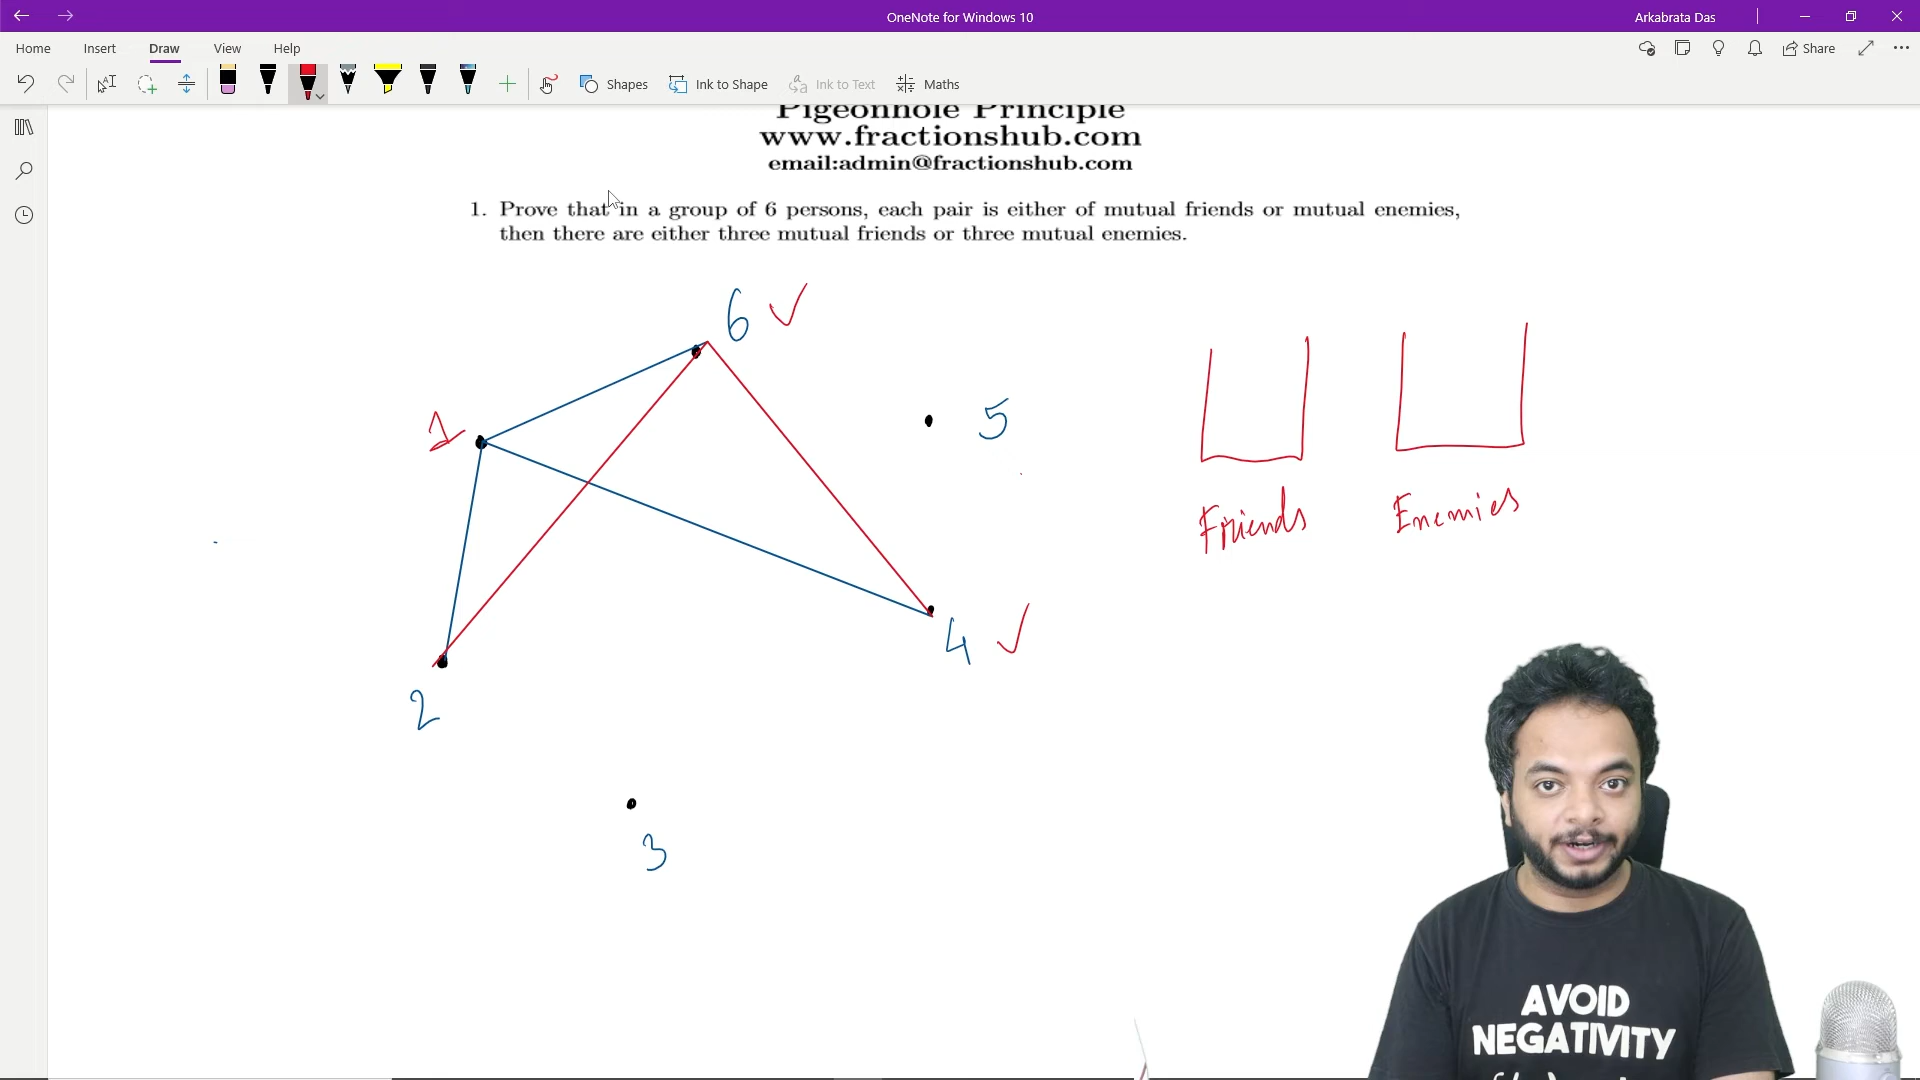 OneNote for Windows 10
Arkabrata Das
Home Insert Draw View Help
Share
Shapes
Ink to Shape
Ink to Text
Maths
Pigeonhole Principle
www.fractionshub.com
email:admin@fractionshub.com
1. Prove that in a group of 6 persons, each pair is either of mutual friends or mutual enemies,
then there are either three mutual friends or three mutual enemies.
6
1
5
Friends
Enemies
4
2
3
AVOID
NEGATIVITY